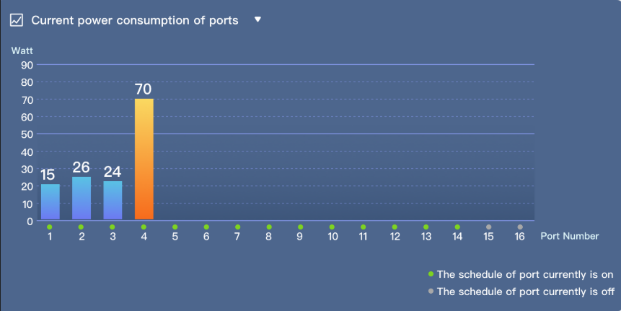 Current power consumption of ports
Watt
90
80
70
60
50
40
30
20
10
0
15
26
24
70
1 2 3 4 5 6 7 8 9 10 11 12 13 14 15 16 Port Number
The schedule of port currently is on
The schedule of port currently is off